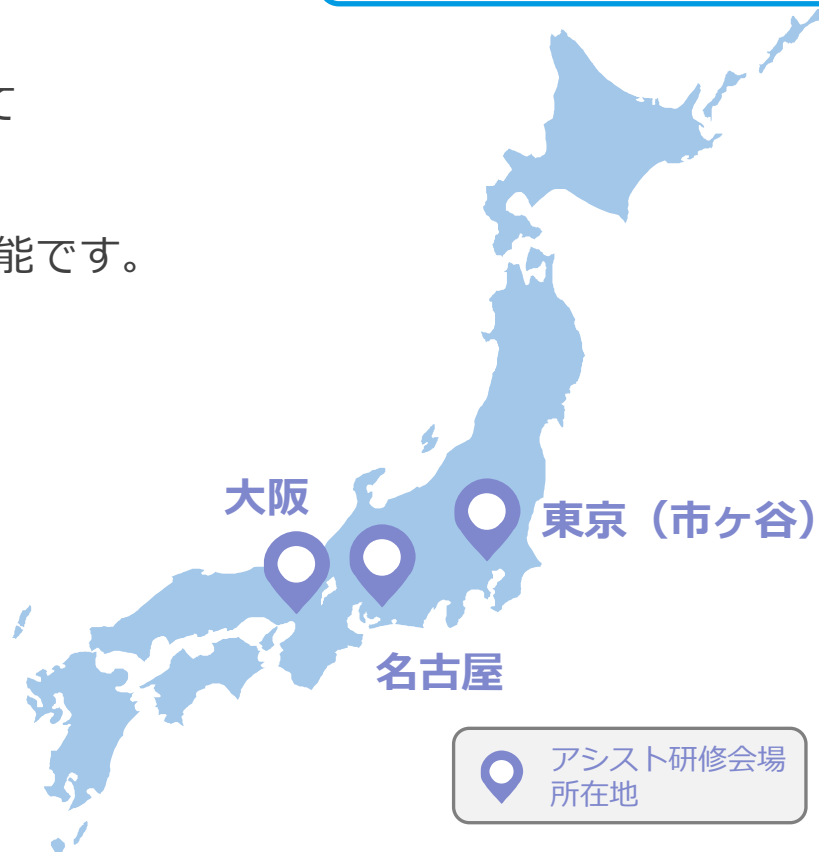 て
能です。
大阪
東京（市ヶ谷）
名古屋
アシスト研修会場
所在地